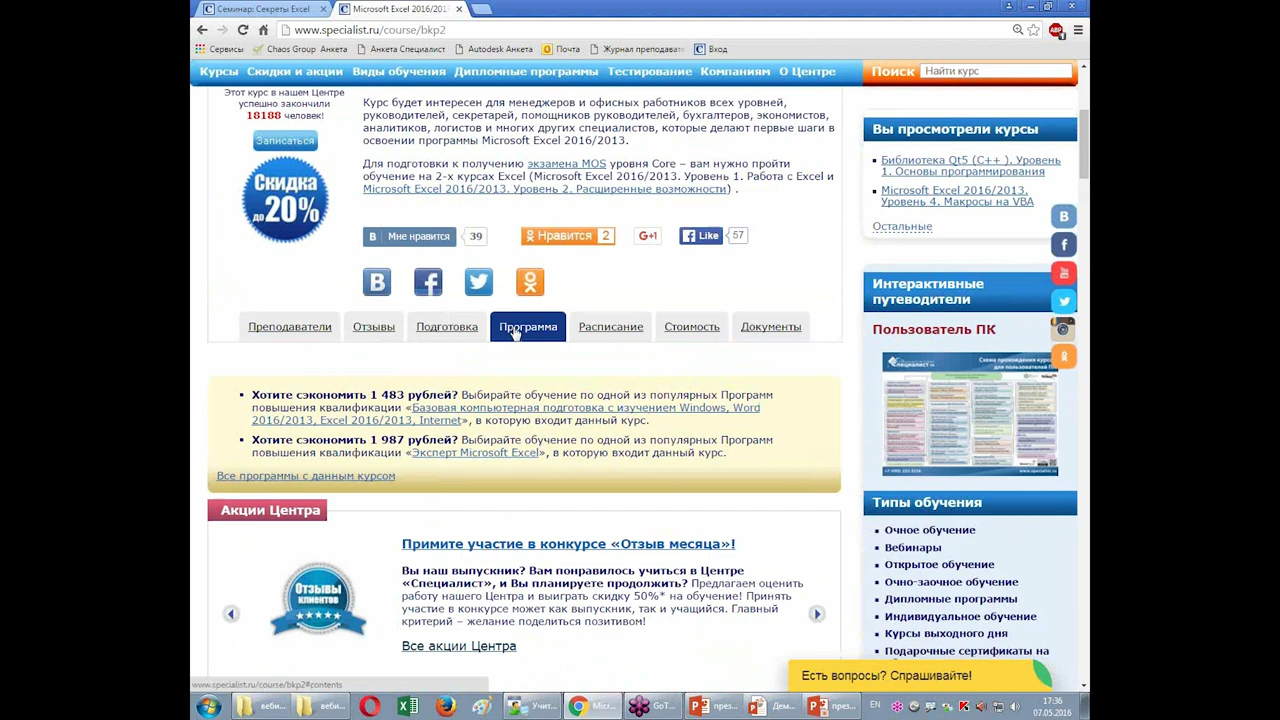 Семинар: Секреты Excel
Microsoft Excel 2016/201
www.specialist.ru/course/bkp2
Сервисы
Chaos Group Анкета
Анкета Специалист
Autodesk Анкета
Почта
Журнал преподават
Вход
Курсы Скидки и акции Виды обучения Дипломные программы Тестирование Компаниям О Центре
Поиск
Найти курс
Этот курс в нашем Центре
успешно закончили
18188 человек!
Записаться
Скидка
до 20%
Курс будет интересен для менеджеров и офисных работников всех уровней,
руководителей, секретарей, помощников руководителей, бухгалтеров, экономистов,
аналитиков, логистов и многих других специалистов, которые делают первые шаги в
освоении программы Microsoft Excel 2016/2013.
Для подготовки к получению экзамена MOS уровня Core – вам нужно пройти
обучение на 2-х курсах Excel (Microsoft Excel 2016/2013. Уровень 1. Работа с Excel и
Microsoft Excel 2016/2013. Уровень 2. Расширенные возможности) .
Мне нравится 39
Нравится 2
G+1
Like 57
Преподаватели
Отзывы
Подготовка
Программа
Расписание
Стоимость
Документы
Хотите сэкономить 1 483 рублей? Выбирайте обучение по одной из популярных Программ
повышения квалификации «Базовая компьютерная подготовка с изучением Windows, Word
2016/2013, Excel 2016/2013, Internet», в которую входит данный курс.
Хотите сэкономить 1 987 рублей? Выбирайте обучение по одной из популярных Программ
повышения квалификации «Эксперт Microsoft Excel», в которую входит данный курс.
Все программы с данным курсом
Акции Центра
Отзывы
клиентов
Примите участие в конкурсе «Отзыв месяца»!
Вы наш выпускник? Вам понравилось учиться в Центре
«Специалист», и Вы планируете продолжить? Предлагаем оценить
работу нашего Центра и выиграть скидку 50%* на обучение! Принять
участие в конкурсе может как выпускник, так и учащийся. Главный
критерий – желание поделиться позитивом!
Все акции Центра
Вы просмотрели курсы
Библиотека Qt5 (C++ ), Уровень
1. Основы программирования
Microsoft Excel 2016/2013.
Уровень 4. Макросы на VBA
Остальные
Интерактивные
путеводители
Пользователь ПК
Типы обучения
Очное обучение
Вебинары
Открытое обучение
Очно-заочное обучение
Дипломные программы
Индивидуальное обучение
Курсы выходного дня
Подарочные сертификаты на
Есть вопросы? Спрашивайте!
www.specialist.ru/course/bkp2#contents
веби...
веби...
Учит...
Micr...
GoT...
през...
Дем...
през...
EN
17:36
07.05.2016